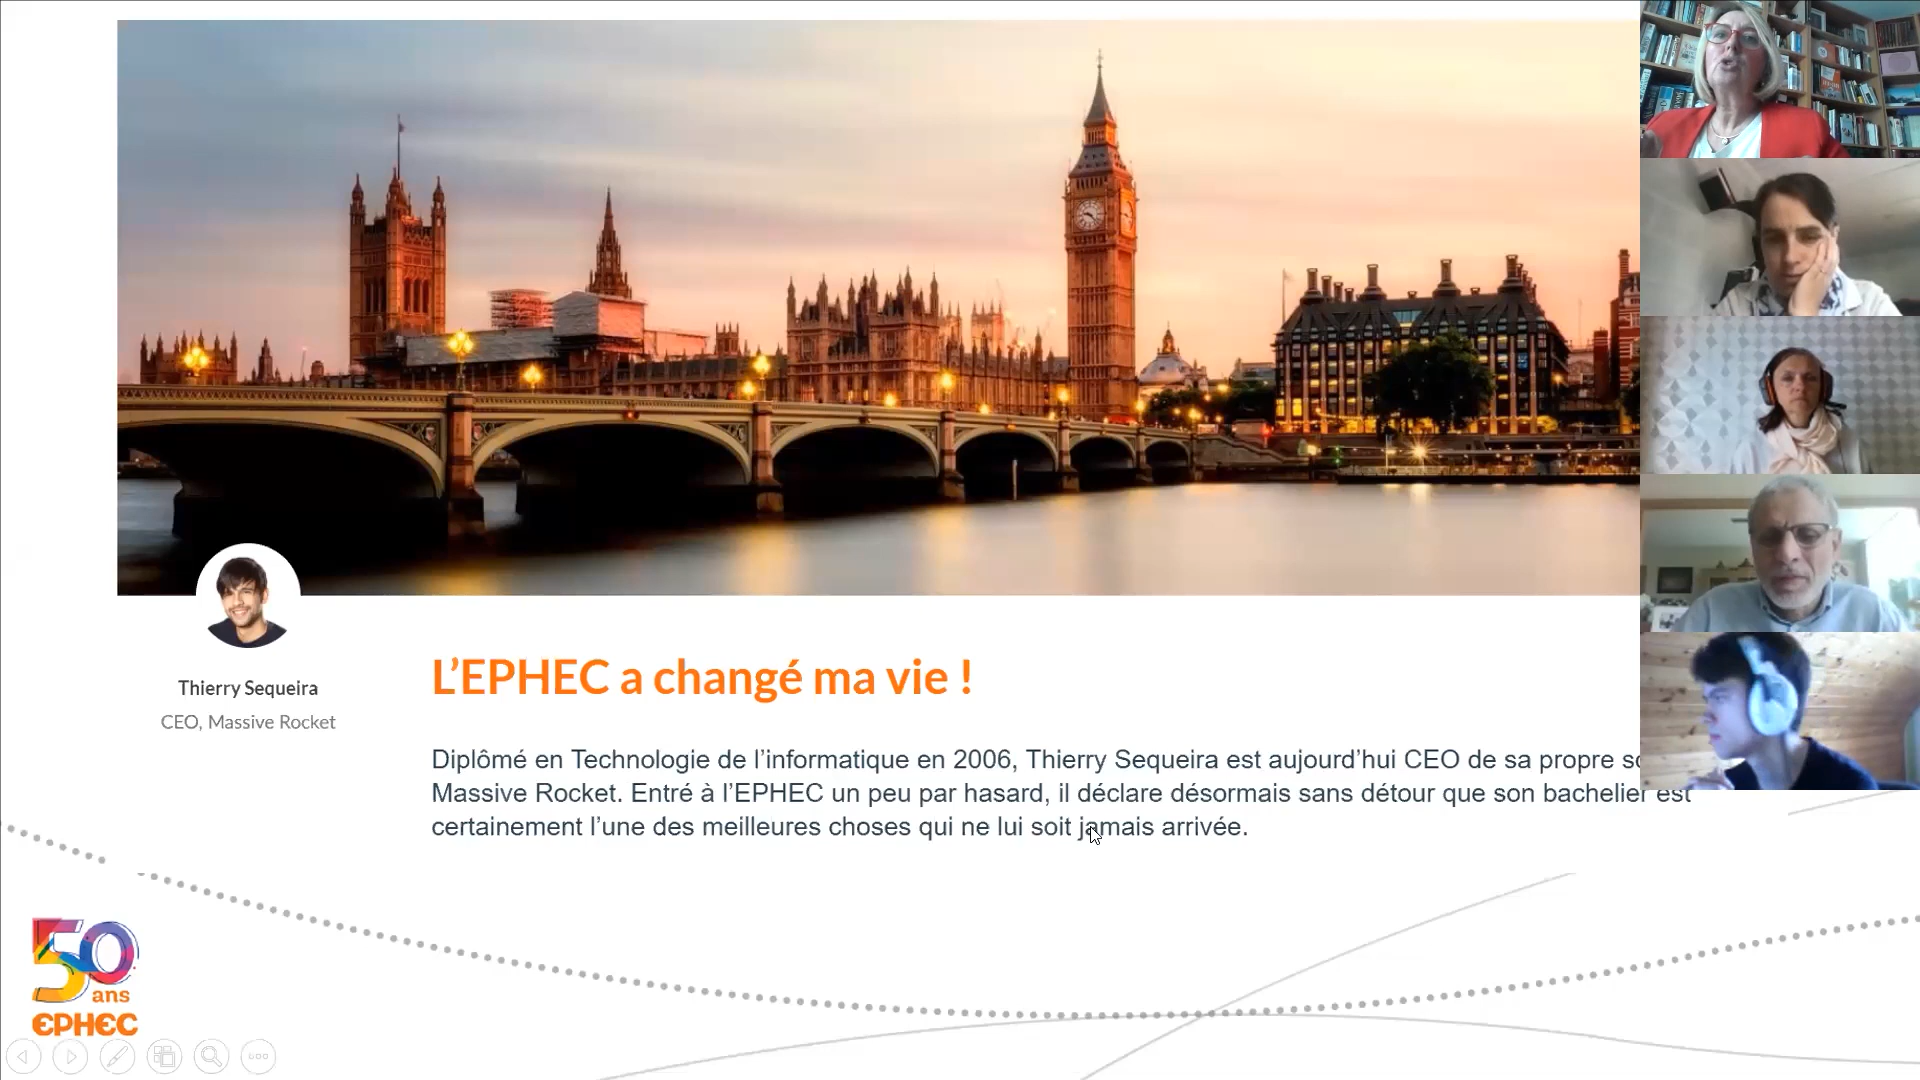 Thierry Sequeira
CEO, Massive Rocket
L’EPHEC a changé ma vie !
Diplômé en Technologie de l’informatique en 2006, Thierry Sequeira est aujourd’hui CEO de sa propre
Massive Rocket. Entré à l’EPHEC un peu par hasard, il déclare désormais sans détour que son bachelier est
certainement l’une des meilleures choses qui ne lui soit jamais arrivée.
50
ans
EPHEC